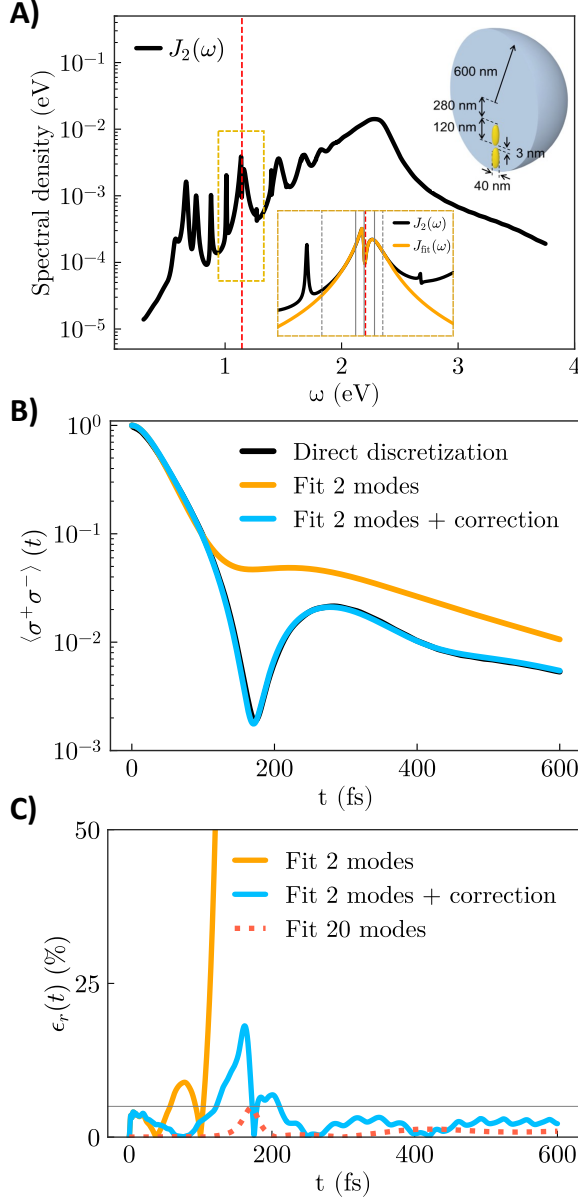 A)
J₂(ω)
600 nm
280 nm
120 nm
3 nm
40 nm
J₂(ω)
J_fit(ω)
Spectral density (eV)
10⁻¹
10⁻²
10⁻³
10⁻⁴
10⁻⁵
1 2 3 4
ω (eV)
B)
Direct discretization
Fit 2 modes
Fit 2 modes + correction
⟨σ⁺σ⁻⟩ (t)
10⁰
10⁻¹
10⁻²
10⁻³
0 200 400 600
t (fs)
C)
Fit 2 modes
Fit 2 modes + correction
Fit 20 modes
ϵᵣ(t) (%)
50
25
0
0 200 400 600
t (fs)